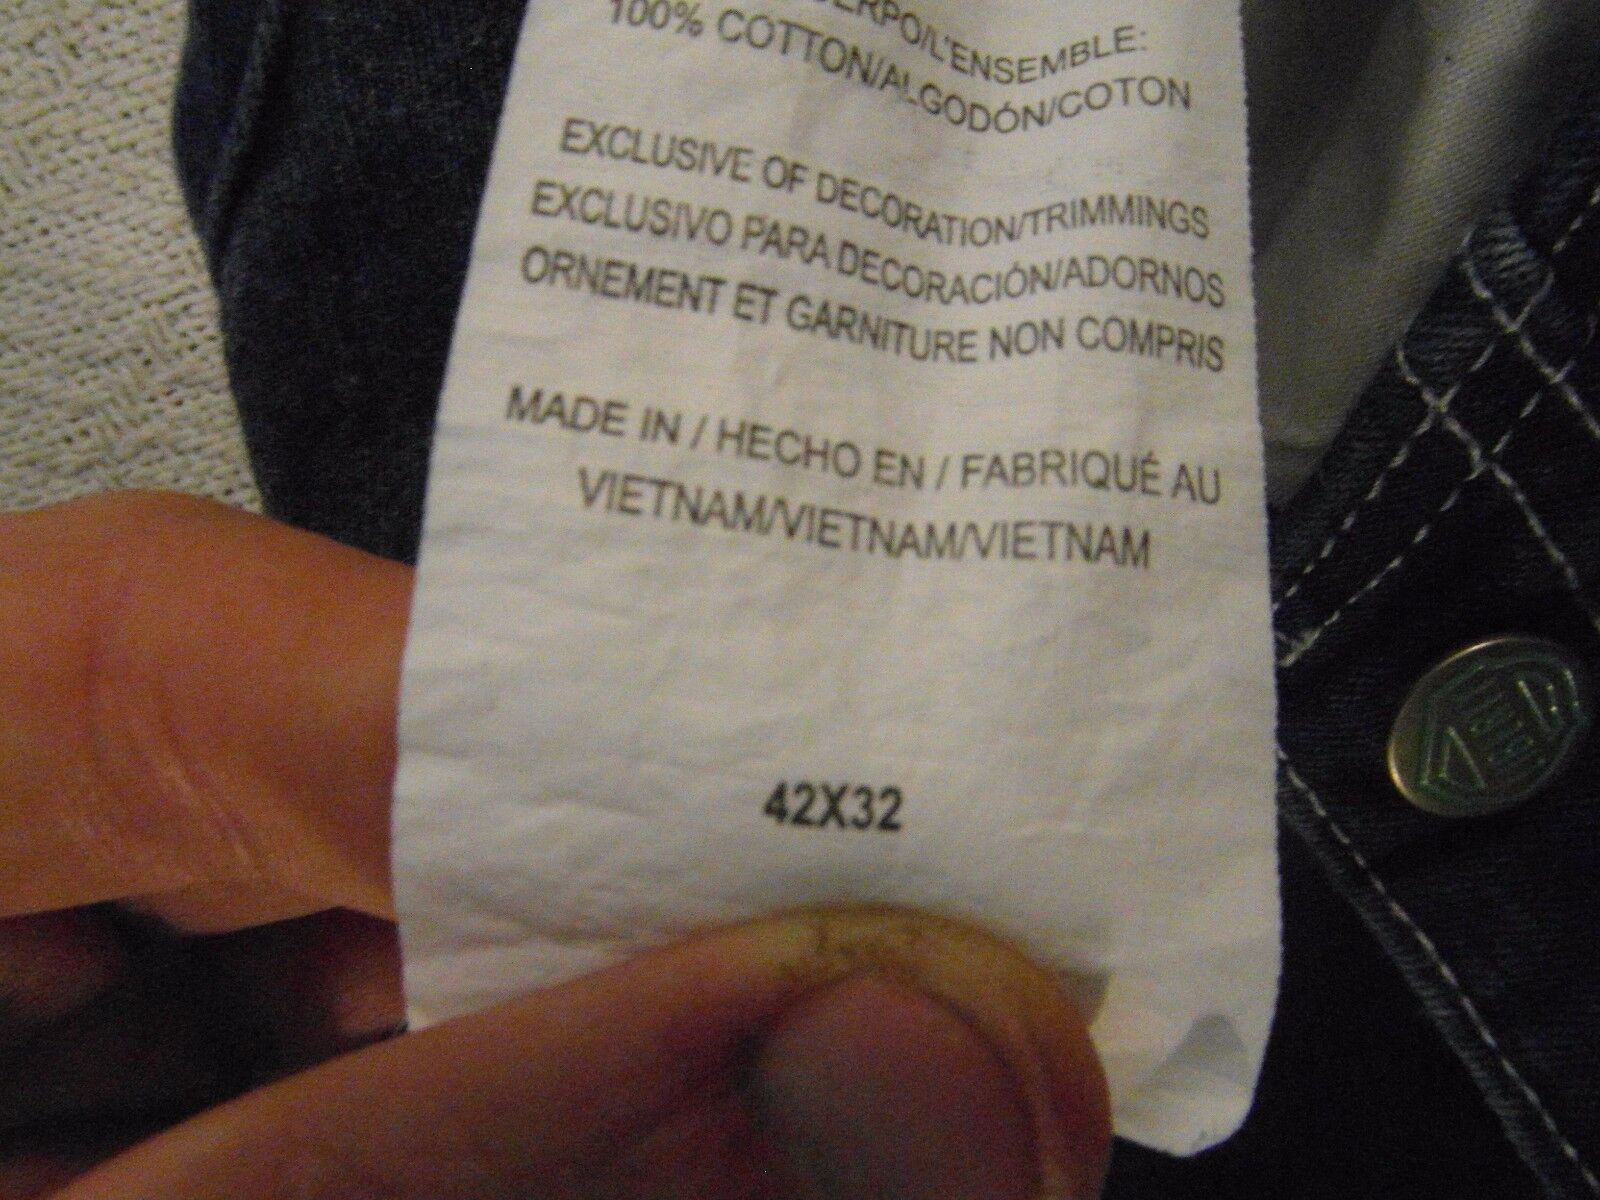 100% COTTON/ALGODÓN/COTON
EXCLUSIVE OF DECORATION/TRIMMINGS
EXCLUSIVO PARA DECORACIÓN/ADORNOS
ORNEMENT ET GARNITURE NON COMPRIS
MADE IN / HECHO EN / FABRIQUÉ AU
VIETNAM/VIETNAM/VIETNAM
42X32